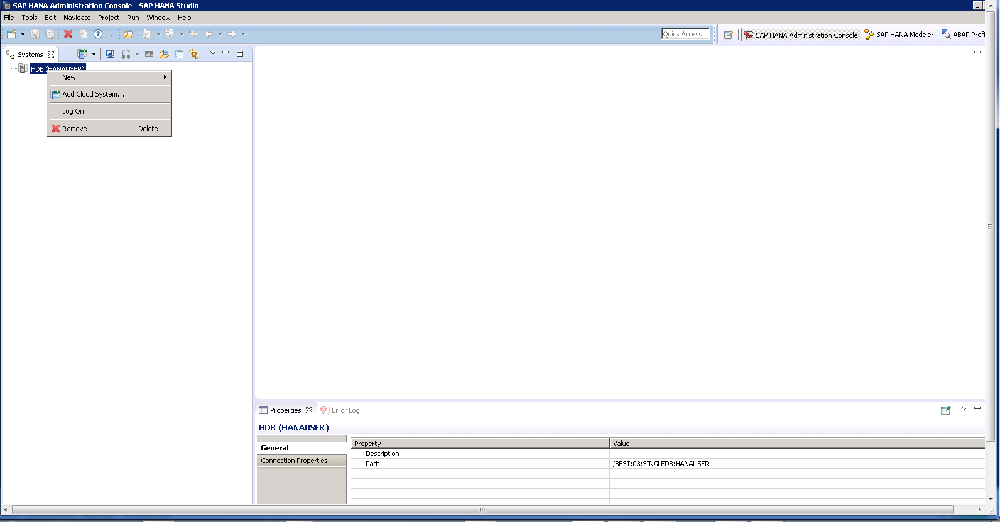 SAP HANA Administration Console - SAP HANA Studio
File Tools Edit Navigate Project Run Window Help
Quick Access SAP HANA Administration Console SAP HANA Modeler ABAP Profi
Systems SQL
HDB (HANAUSER)
New
Add Cloud System...
Log On
Remove Delete
Properties Error Log
HDB (HANAUSER)
General
Connection Properties
Property Value
Description
Path /BEST:03:SINGLEDB:HANAUSER